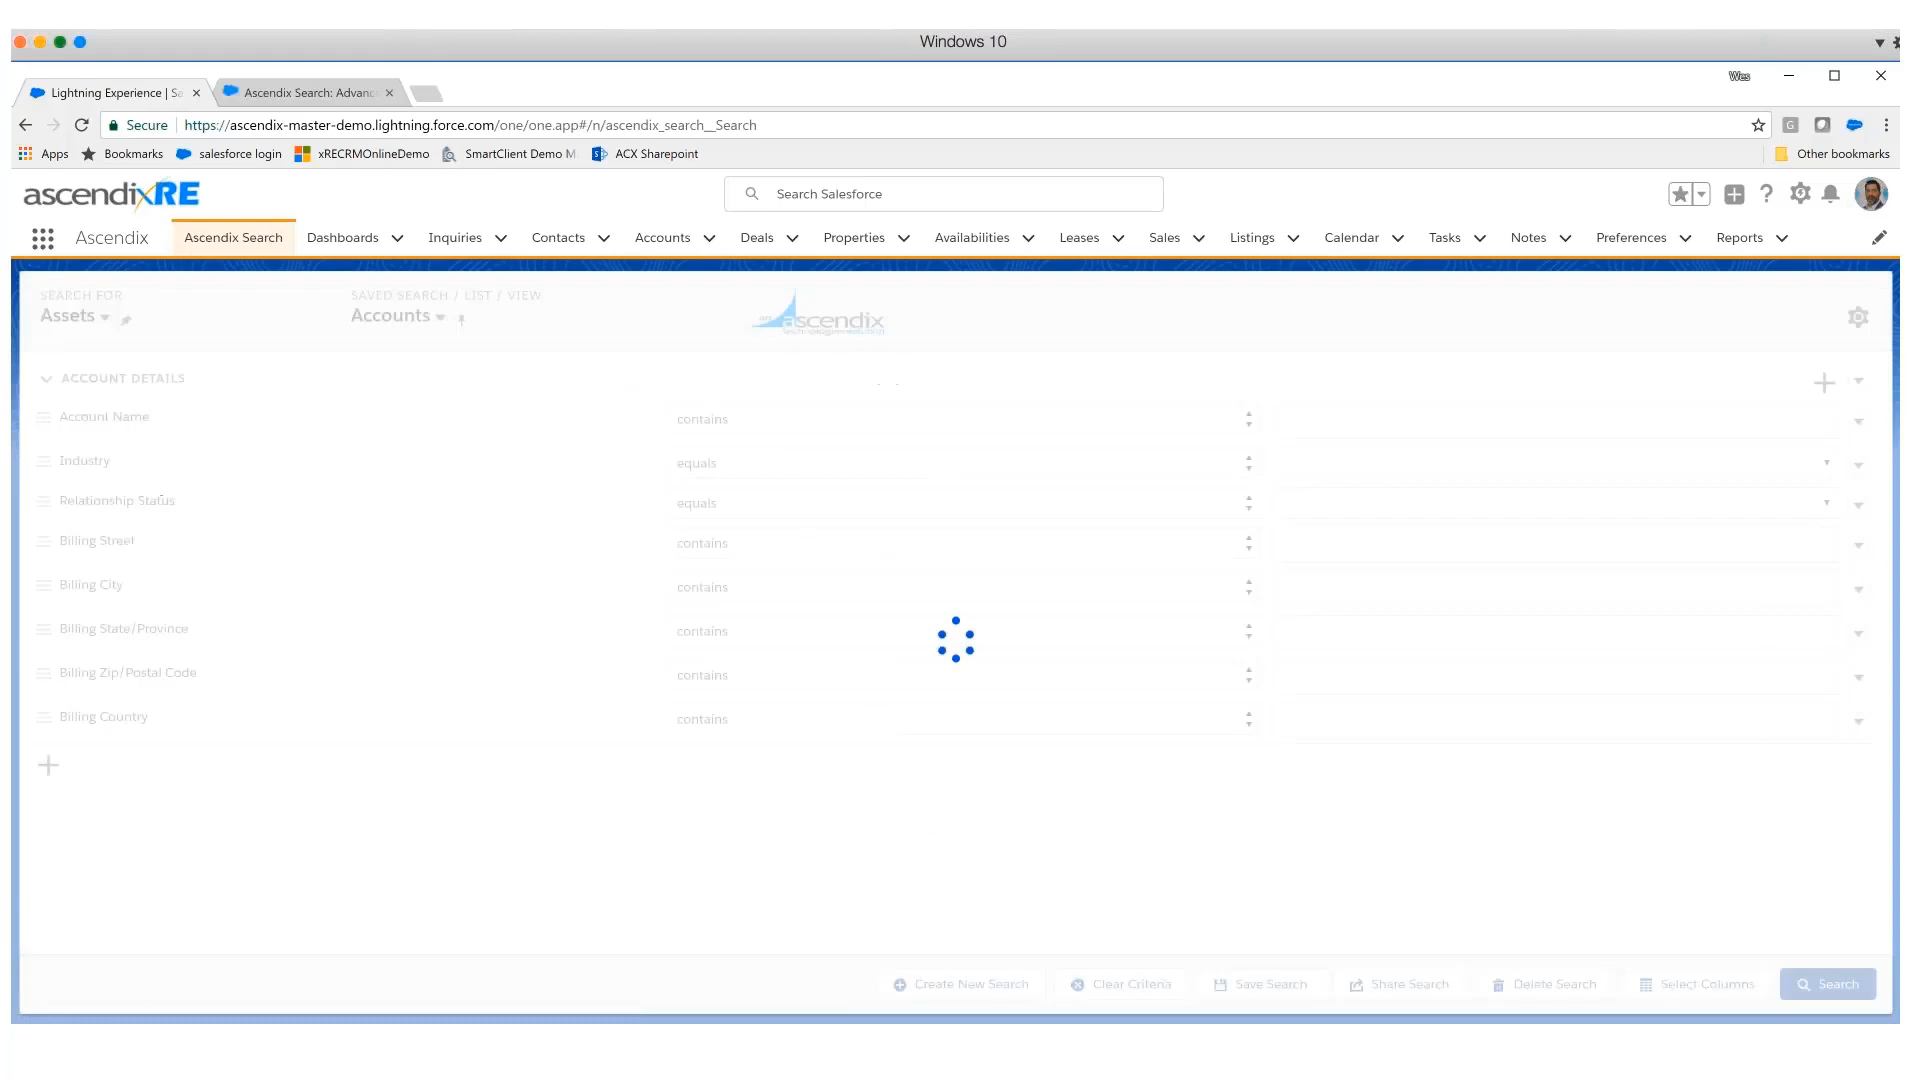 Windows 10
Wes
Lightning Experience | Sa
Ascendix Search: Advanc
Secure https://ascendix-master-demo.lightning.force.com/one/one.app#/n/ascendix_search__Search
Apps Bookmarks salesforce login xRECRMOnlineDemo SmartClient Demo M ACX Sharepoint Other bookmarks
ascendixRE Search Salesforce
Ascendix Ascendix Search Dashboards Inquiries Contacts Accounts Deals Properties Availabilities Leases Sales Listings Calendar Tasks Notes Preferences Reports
SEARCH FOR SAVED SEARCH / LIST / VIEW
Assets Accounts ascendix
ACCOUNT DETAILS
Account Name contains
Industry equals
Relationship Status equals
Billing Street contains
Billing City contains
Billing State/Province contains
Billing Zip/Postal Code contains
Billing Country contains
Create New Search Clear Criteria Save Search Share Search Delete Search Select Columns Search